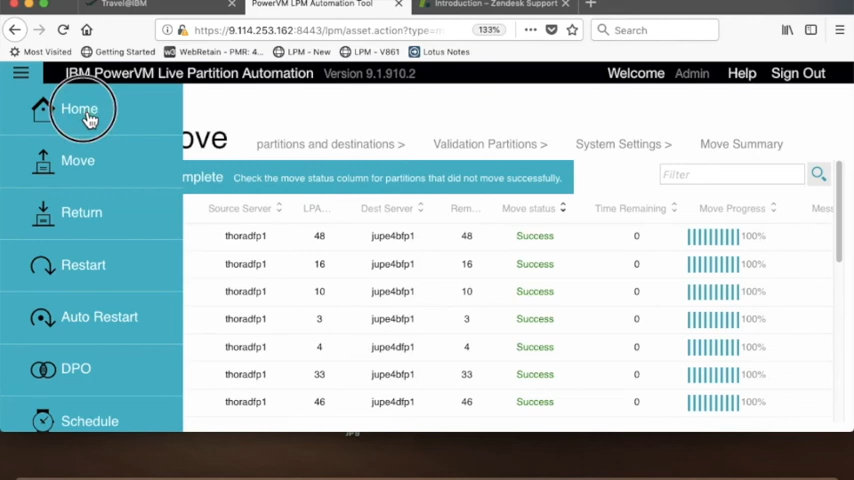 Travel@IBM
PowerVM LPM Automation Tool
Introduction – Zendesk Support
https://9.114.253.162:8443/lpm/asset.action?type=m
133%
Search
Most Visited
Getting Started
WebRetain - PMR: 4...
LPM - New
LPM - V861
Lotus Notes
IBM PowerVM Live Partition Automation Version 9.1.910.2
Welcome Admin Help Sign Out
Home
Move
Return
Restart
Auto Restart
DPO
Schedule
ove
partitions and destinations >
Validation Partitions >
System Settings >
Move Summary
mplete Check the move status column for partitions that did not move successfully.
Filter
Source Server LPA... Dest Server Rem... Move status Time Remaining Move Progress Mes
thoradfp1 48 jupe4bfp1 48 Success 0 100%
thoradfp1 16 jupe4bfp1 16 Success 0 100%
thoradfp1 10 jupe4bfp1 10 Success 0 100%
thoradfp1 3 jupe4bfp1 3 Success 0 100%
thoradfp1 4 jupe4dfp1 4 Success 0 100%
thoradfp1 33 jupe4bfp1 33 Success 0 100%
thoradfp1 46 jupe4dfp1 46 Success 0 100%